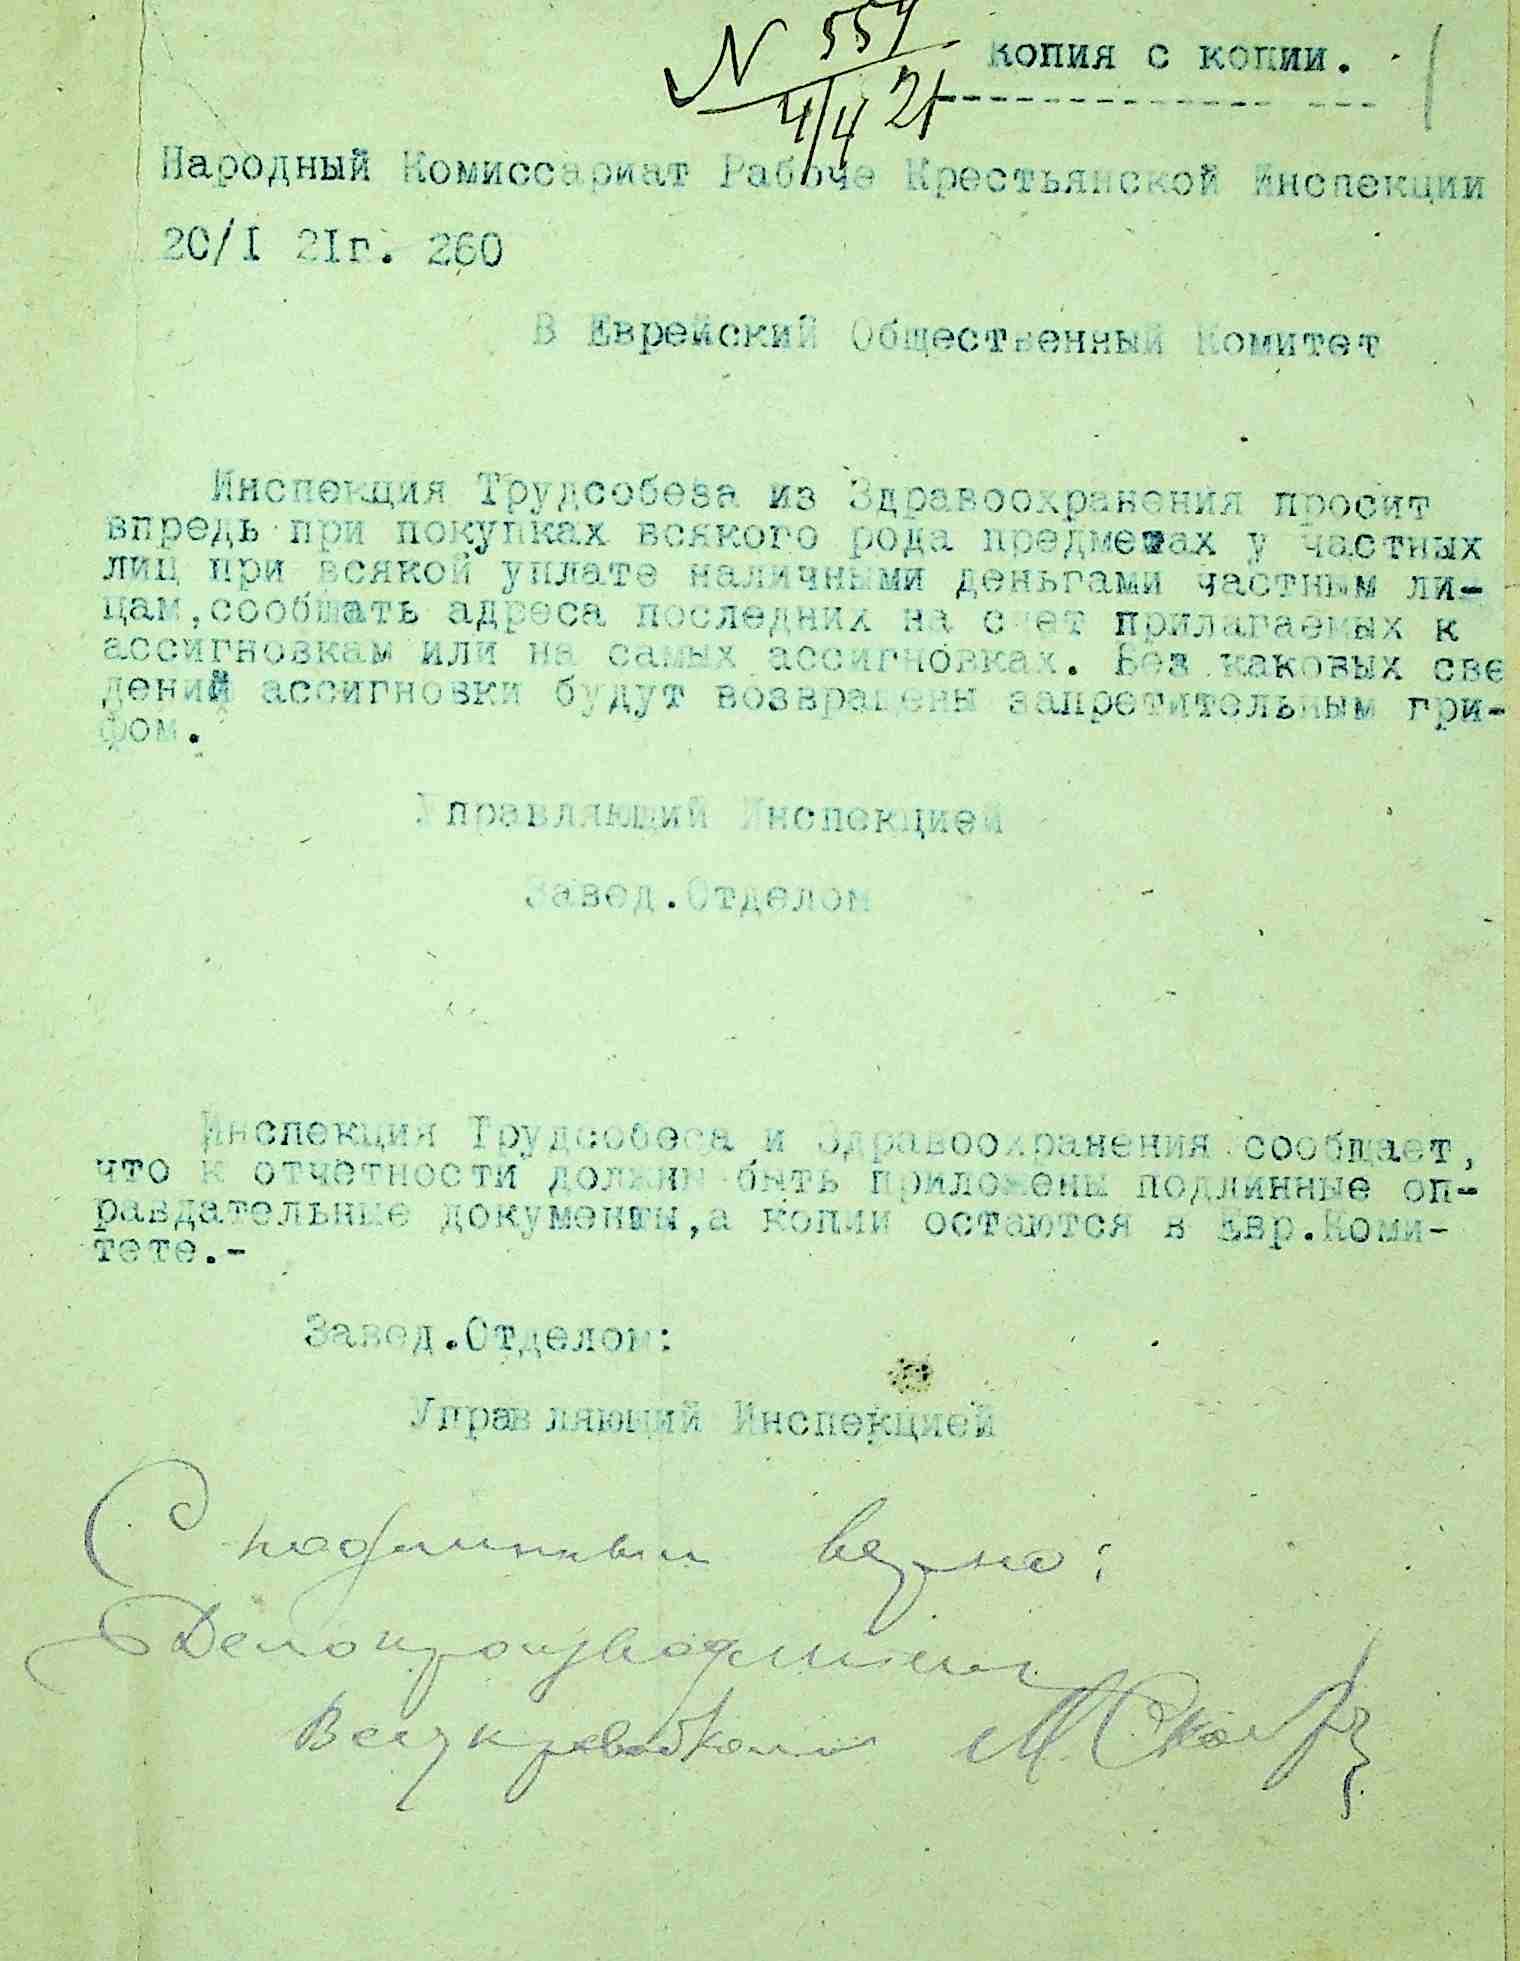 N 559
4/4 21
Копия с копии.
Народный Комиссариат Рабоче Крестьянской Инспекции
20/I 21г. 260
В Еврейский Общественный Комитет
Инспекция Трудсобеза из Здравоохранения просит
впредь при покупках всякого рода предметах у частных
лиц при всякой уплате наличными деньгами частным ли-
цам, сообщать адреса последних на счет прилагаемых к
ассигновкам или на самых ассигновках. Без каковых све
дений ассигновки будут возвращены запретительным гри-
фом.
Управляющий Инспекцией
Завед.Отделом
Инспекция Трудсобеса и Здравоохранения сообщает,
что к отчетности должны быть приложены подлинные оп-
равдательные документы, а копии остаются в Евр.Коми-
тете.-
Завед.Отделом:
Управляющий Инспекцией
С подлинным верно:
Делопроизводитель
М.